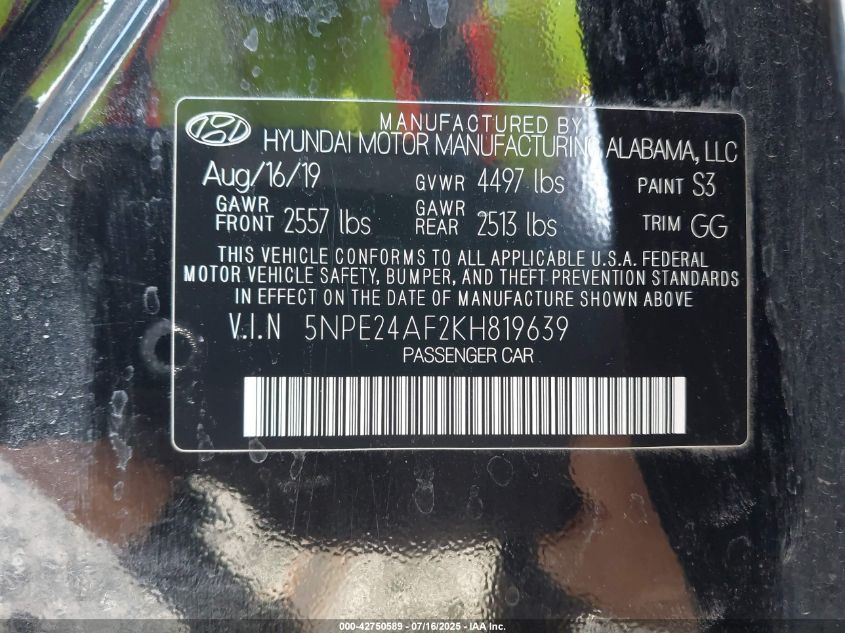 MANUFACTURED BY
HYUNDAI MOTOR MANUFACTURING ALABAMA, LLC
Aug/16/19 GVWR 4497 lbs PAINT S3
GAWR FRONT 2557 lbs GAWR REAR 2513 lbs TRIM GG
THIS VEHICLE CONFORMS TO ALL APPLICABLE U.S.A. FEDERAL
MOTOR VEHICLE SAFETY, BUMPER, AND THEFT PREVENTION STANDARDS
IN EFFECT ON THE DATE OF MANUFACTURE SHOWN ABOVE
V.I.N 5NPE24AF2KH819639
PASSENGER CAR
000-42750589 - 07/16/2025 - IAAI.COM